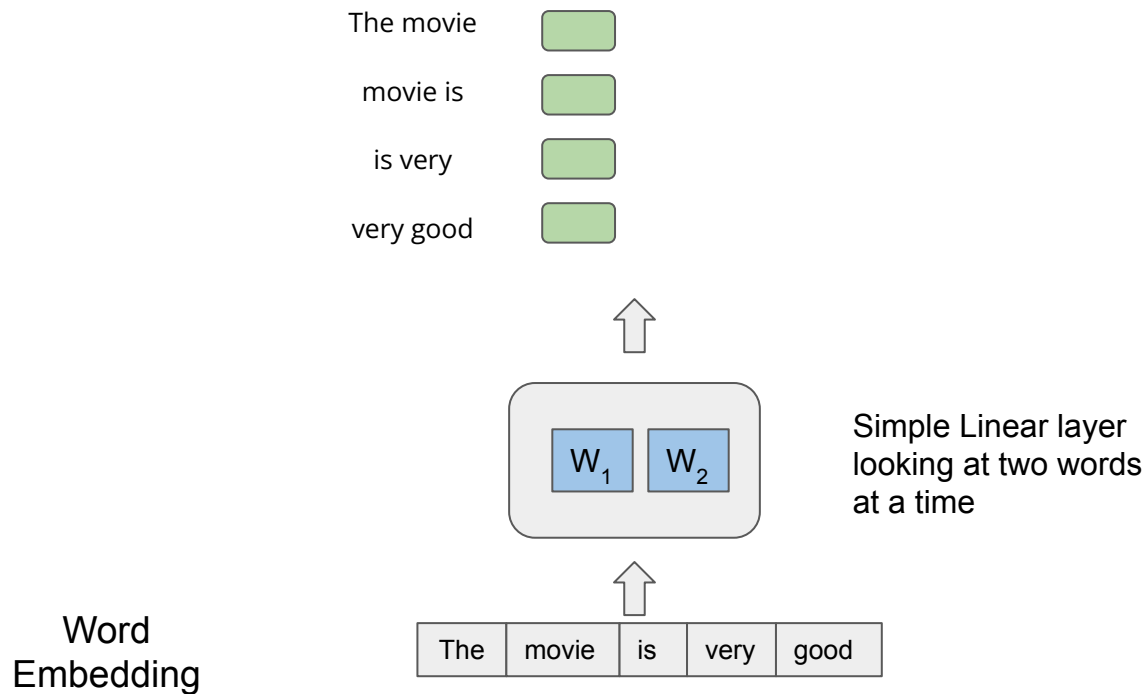 The movie
movie is
is very
very good
W1 W2
Simple Linear layer
looking at two words
at a time
Word
Embedding
The movie is very good